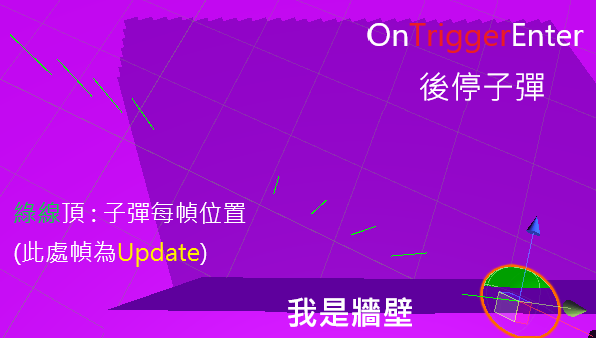 OnTriggerEnter
後停子彈
綠線頂 : 子彈每幀位置
(此處幀為Update)
我是牆壁